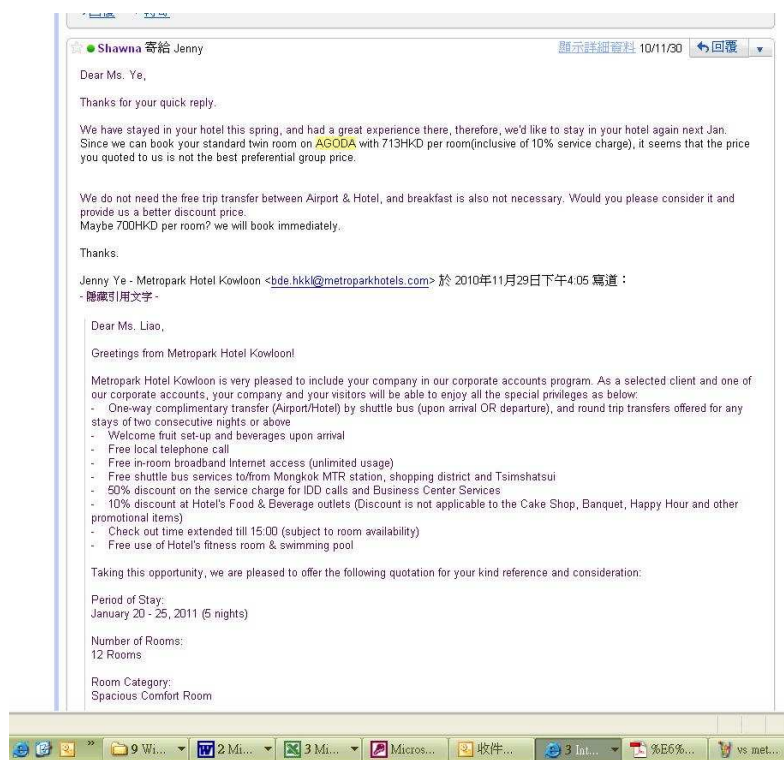 回覆 轉寄
Shawna 寄給 Jenny 顯示詳細資料 10/11/30 回覆
Dear Ms. Ye,
Thanks for your quick reply.
We have stayed in your hotel this spring, and had a great experience there, therefore, we'd like to stay in your hotel again next Jan.
Since we can book your standard twin room on AGODA with 713HKD per room(inclusive of 10% service charge), it seems that the price
you quoted to us is not the best preferential group price.
We do not need the free trip transfer between Airport & Hotel, and breakfast is also not necessary. Would you please consider it and
provide us a better discount price.
Maybe 700HKD per room? we will book immediately.
Thanks.
Jenny Ye - Metropark Hotel Kowloon <bde.hkkl@metroparkhotels.com> 於 2010年11月29日下午4:05 寫道：
- 隱藏引用文字 -
Dear Ms. Liao,
Greetings from Metropark Hotel Kowloon!
Metropark Hotel Kowloon is very pleased to include your company in our corporate accounts program. As a selected client and one of
our corporate accounts, your company and your visitors will be able to enjoy all the special privileges as below:
- One-way complimentary transfer (Airport/Hotel) by shuttle bus (upon arrival OR departure), and round trip transfers offered for any
stays of two consecutive nights or above
- Welcome fruit set-up and beverages upon arrival
- Free local telephone call
- Free in-room broadband Internet access (unlimited usage)
- Free shuttle bus services to/from Mongkok MTR station, shopping district and Tsimshatsui
- 50% discount on the service charge for IDD calls and Business Center Services
- 10% discount at Hotel's Food & Beverage outlets (Discount is not applicable to the Cake Shop, Banquet, Happy Hour and other
promotional items)
- Check out time extended till 15:00 (subject to room availability)
- Free use of Hotel's fitness room & swimming pool
Taking this opportunity, we are pleased to offer the following quotation for your kind reference and consideration:
Period of Stay:
January 20 - 25, 2011 (5 nights)
Number of Rooms:
12 Rooms
Room Category:
Spacious Comfort Room
9 Wi... 2 Mi... 3 Mi... Micros... 收件... 3 Int... %E6%... vs met...